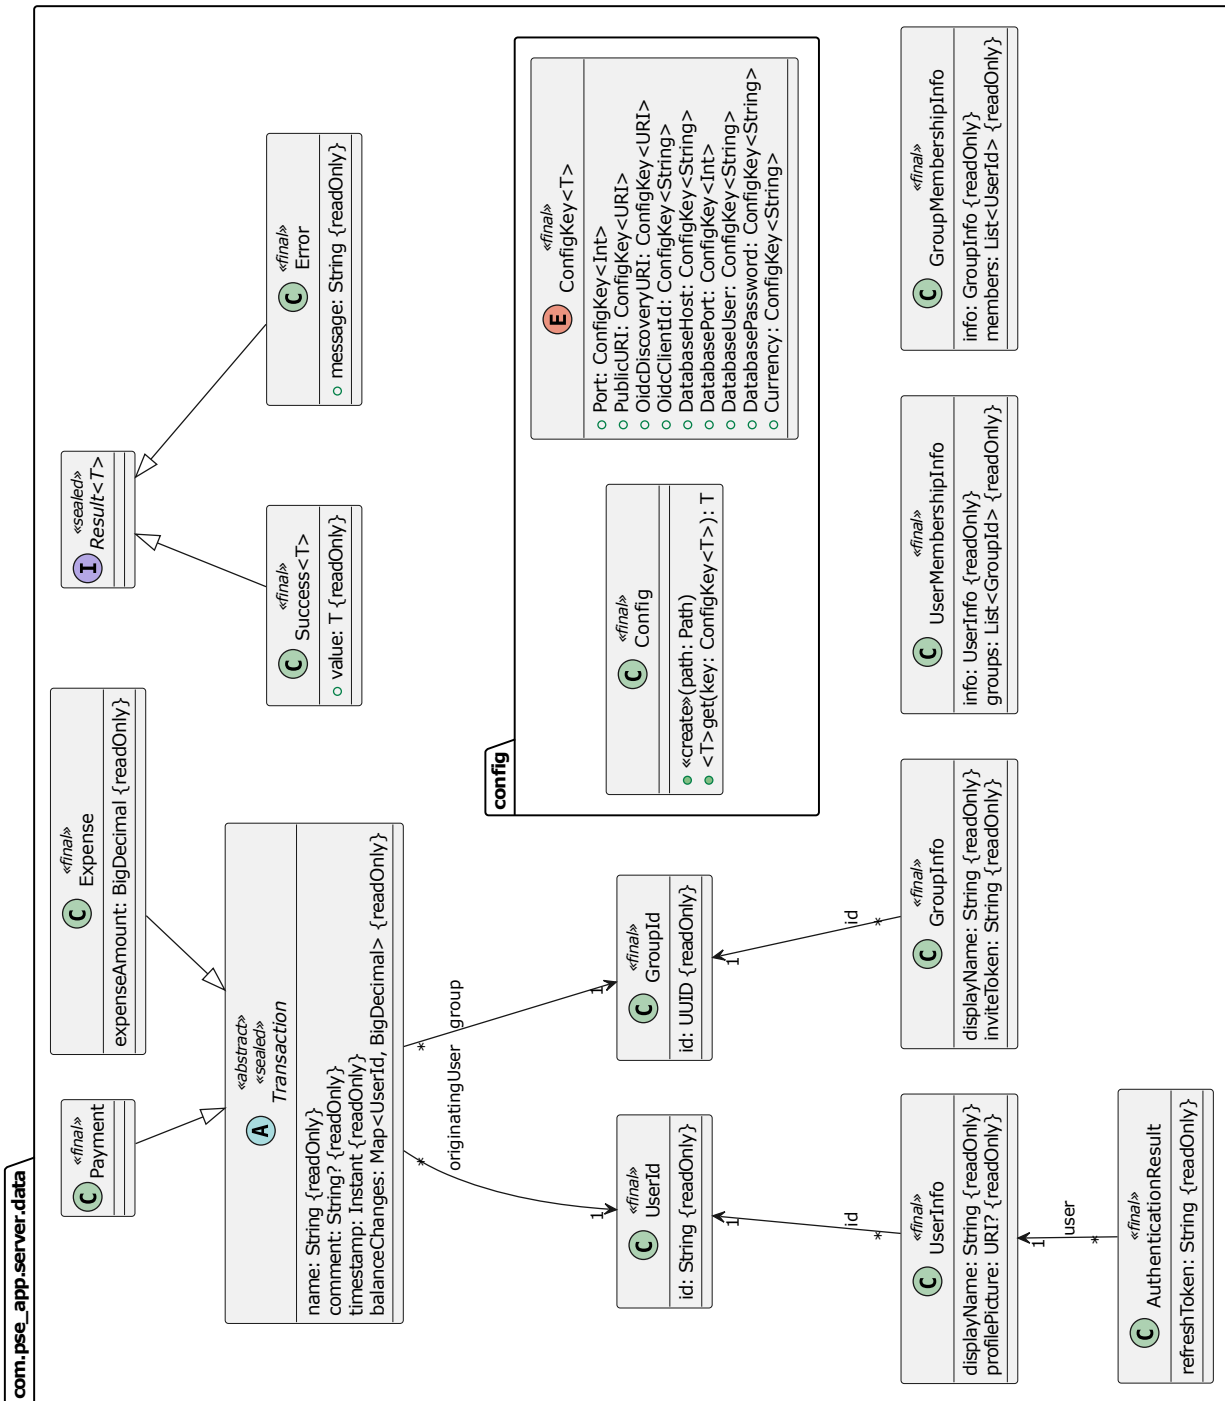 com.pse_app.server.data
C
«final»
Payment
C
«final»
Expense
expenseAmount: BigDecimal {readOnly}
I
«sealed»
Result<T>
A
«abstract»
«sealed»
Transaction
name: String {readOnly}
comment: String? {readOnly}
timestamp: Instant {readOnly}
balanceChanges: Map<UserId, BigDecimal> {readOnly}
C
«final»
Success<T>
value: T {readOnly}
C
«final»
Error
message: String {readOnly}
*
originatingUser
1
*
group
1
config
C
«final»
UserId
id: String {readOnly}
C
«final»
GroupId
id: UUID {readOnly}
C
«final»
Config
«create»(path: Path)
<T>get(key: ConfigKey<T>): T
E
«final»
ConfigKey<T>
Port: ConfigKey<Int>
PublicURI: ConfigKey<URI>
OidcDiscoveryURI: ConfigKey<URI>
OidcClientId: ConfigKey<String>
DatabaseHost: ConfigKey<String>
DatabasePort: ConfigKey<Int>
DatabaseUser: ConfigKey<String>
DatabasePassword: ConfigKey<String>
Currency: ConfigKey<String>
1
id
*
1
id
*
C
«final»
UserInfo
displayName: String {readOnly}
profilePicture: URI? {readOnly}
C
«final»
GroupInfo
displayName: String {readOnly}
inviteToken: String {readOnly}
C
«final»
UserMembershipInfo
info: UserInfo {readOnly}
groups: List<GroupId> {readOnly}
C
«final»
GroupMembershipInfo
info: GroupInfo {readOnly}
members: List<UserId> {readOnly}
1
user
*
C
«final»
AuthenticationResult
refreshToken: String {readOnly}